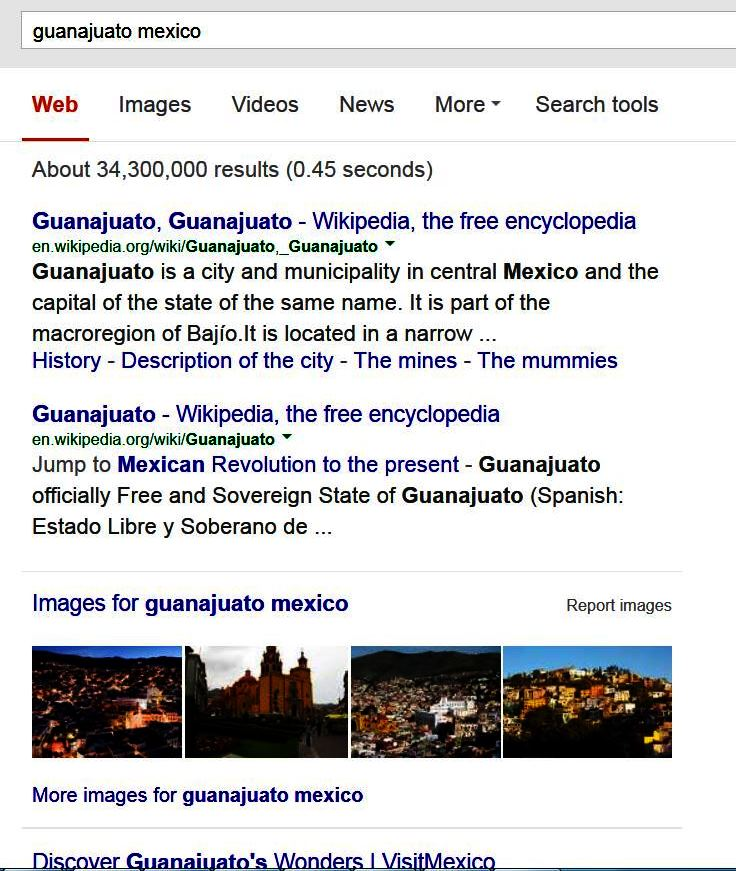 guanajuato mexico
Web Images Videos News More Search tools
About 34,300,000 results (0.45 seconds)
Guanajuato, Guanajuato - Wikipedia, the free encyclopedia
en.wikipedia.org/wiki/Guanajuato,_Guanajuato
Guanajuato is a city and municipality in central Mexico and the
capital of the state of the same name. It is part of the
macroregion of Bajío.It is located in a narrow ...
History - Description of the city - The mines - The mummies
Guanajuato - Wikipedia, the free encyclopedia
en.wikipedia.org/wiki/Guanajuato
Jump to Mexican Revolution to the present - Guanajuato
officially Free and Sovereign State of Guanajuato (Spanish:
Estado Libre y Soberano de ...
Images for guanajuato mexico Report images
More images for guanajuato mexico
Discover Guanajuato's Wonders | VisitMexico